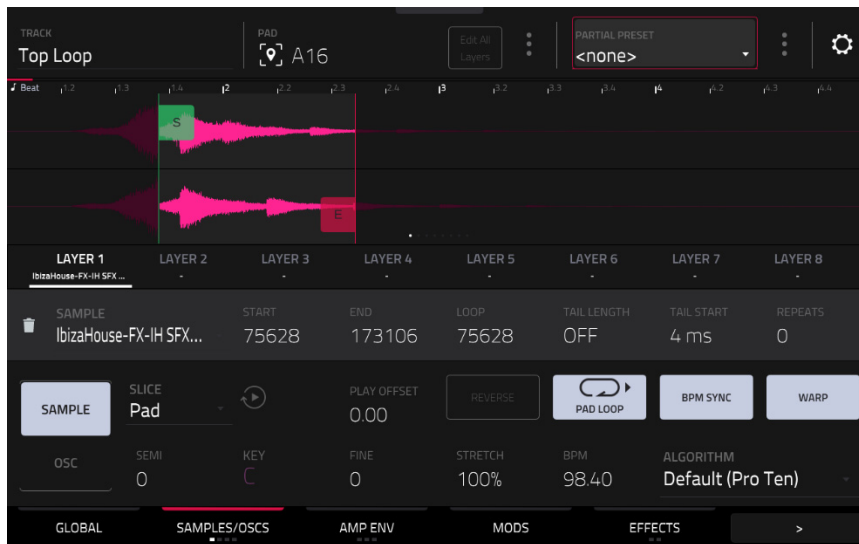 TRACK
Top Loop
PAD
A16
Edit All
Layers
PARTIAL PRESET
<none>
Beat 1.2 1.3 1.4 2 2.2 2.3 2.4 3 3.2 3.3 3.4 4 4.2 4.3 4.4
S
E
LAYER 1 LAYER 2 LAYER 3 LAYER 4 LAYER 5 LAYER 6 LAYER 7 LAYER 8
IbizaHouse-FX-IH SFX ... - - - - - - -
SAMPLE START END LOOP TAIL LENGTH TAIL START REPEATS
IbizaHouse-FX-IH SFX... 75628 173106 75628 OFF 4 ms 0
SAMPLE
SLICE
Pad
PLAY OFFSET
0.00
REVERSE
PAD LOOP
BPM SYNC
WARP
OSC
SEMI KEY FINE STRETCH BPM ALGORITHM
0 C 0 100% 98.40 Default (Pro Ten)
GLOBAL SAMPLES/OSCS AMP ENV MODS EFFECTS >